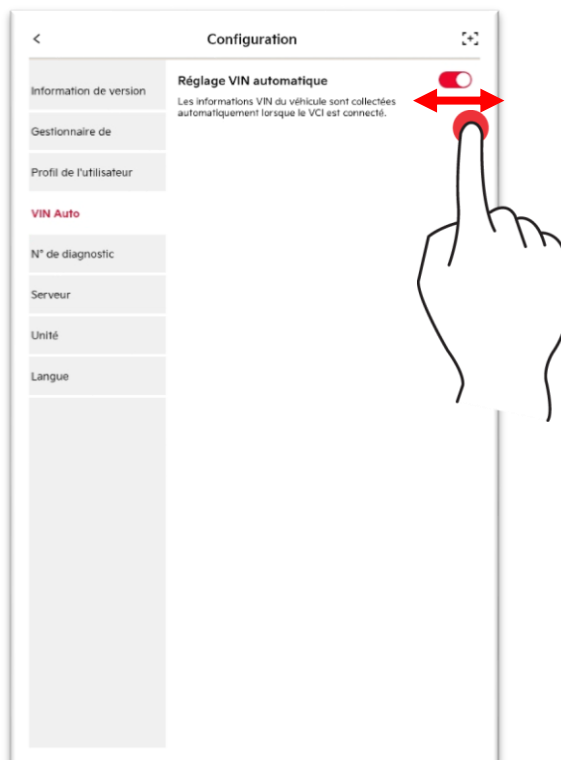 Configuration
Réglage VIN automatique
Les informations VIN du véhicule sont collectées
automatiquement lorsque le VCI est connecté.
Information de version
Gestionnaire de
Profil de l'utilisateur
VIN Auto
N° de diagnostic
Serveur
Unité
Langue